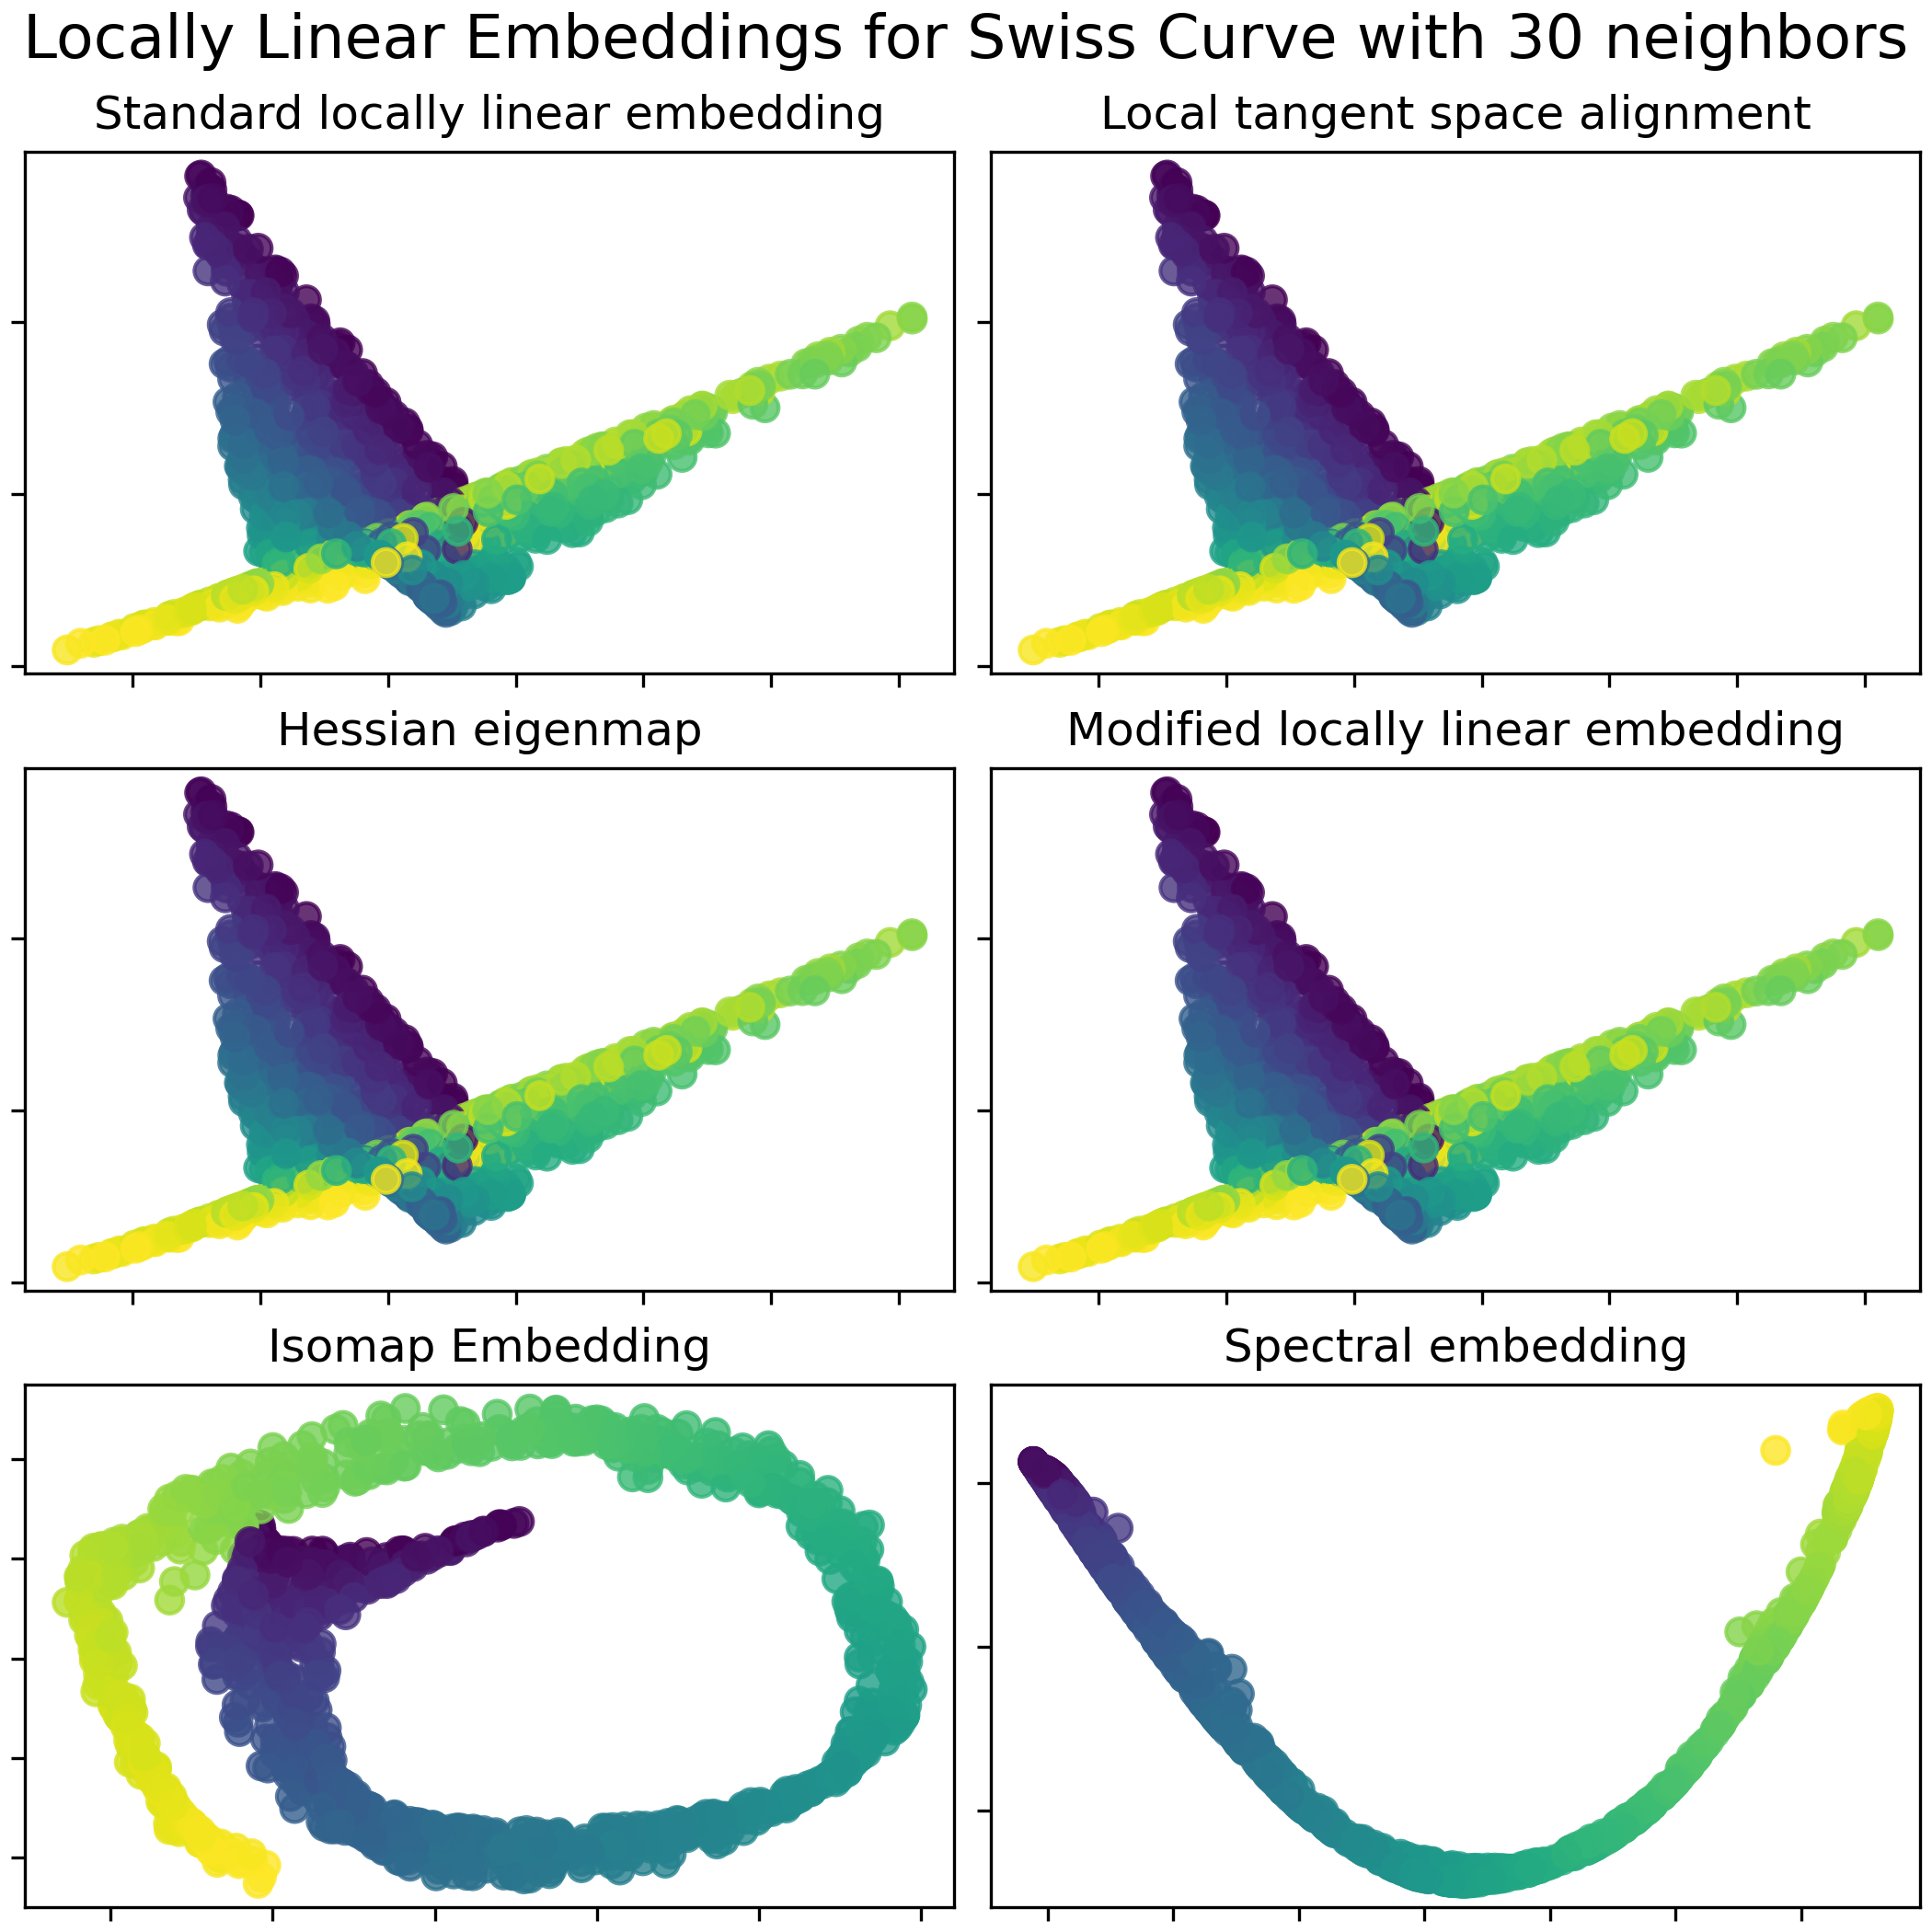 Locally Linear Embeddings for Swiss Curve with 30 neighbors
Standard locally linear embedding
Local tangent space alignment
Hessian eigenmap
Modified locally linear embedding
Isomap Embedding
Spectral embedding